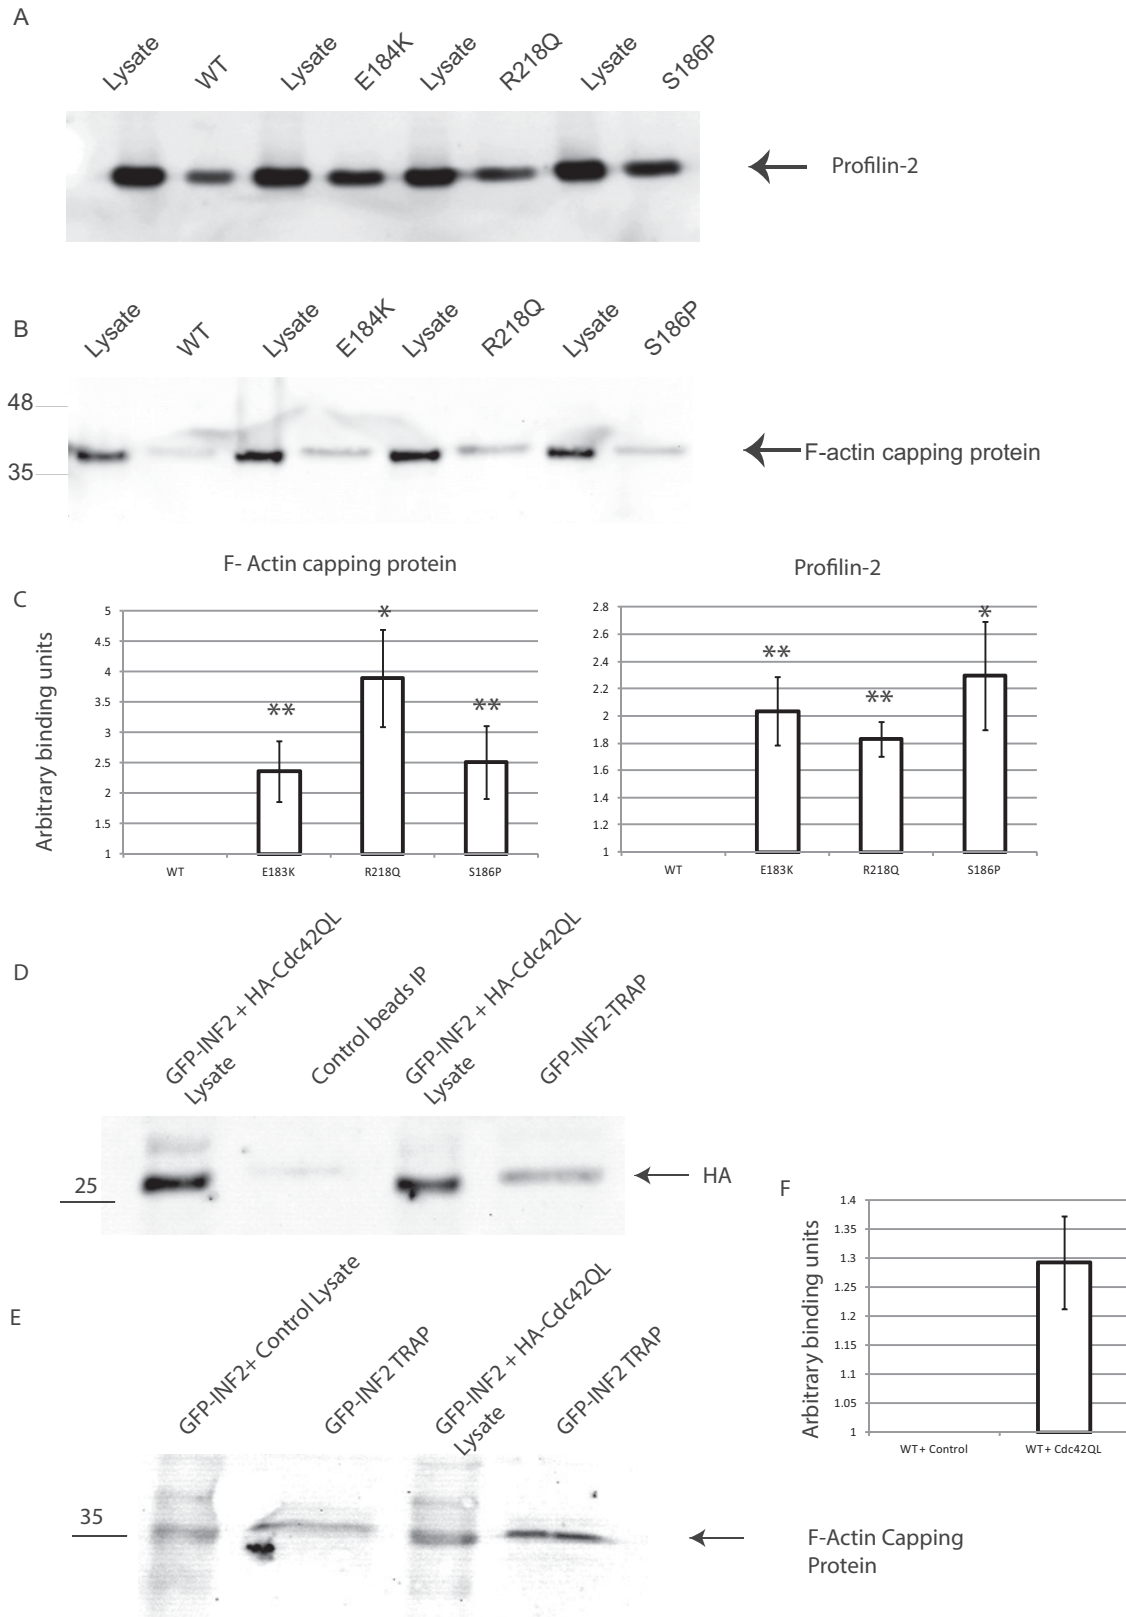 A
Lysate WT Lysate E184K Lysate R218Q Lysate S186P
Profilin-2
B
Lysate WT Lysate E184K Lysate R218Q Lysate S186P
48
35
F-actin capping protein
C
F- Actin capping protein
Arbitrary binding units
5
4.5
4
3.5
3
2.5
2
1.5
1
** * **
WT E183K R218Q S186P
Profilin-2
2.8
2.6
2.4
2.2
2
1.8
1.6
1.4
1.2
1
** ** *
WT E183K R218Q S186P
D
GFP-INF2 + HA-Cdc42QL
Lysate
Control beads IP
GFP-INF2 + HA-Cdc42QL
Lysate
GFP-INF2-TRAP
25
HA
E
GFP-INF2+ Control Lysate
GFP-INF2 TRAP
GFP-INF2 + HA-Cdc42QL
Lysate
GFP-INF2 TRAP
35
F-Actin Capping
Protein
F
Arbitrary binding units
1.4
1.35
1.3
1.25
1.2
1.15
1.1
1.05
1
WT + Control WT + Cdc42QL